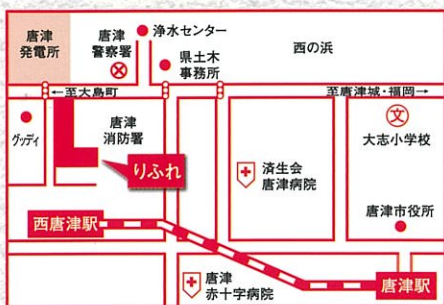 唐津
発電所
唐津
警察署
浄水センター
県土木
事務所
西の浜
←至大島町
至唐津城・福岡→
グッディ
唐津
消防署
りふれ
文
大志小学校
済生会
唐津病院
唐津市役所
西唐津駅
唐津
赤十字病院
唐津駅